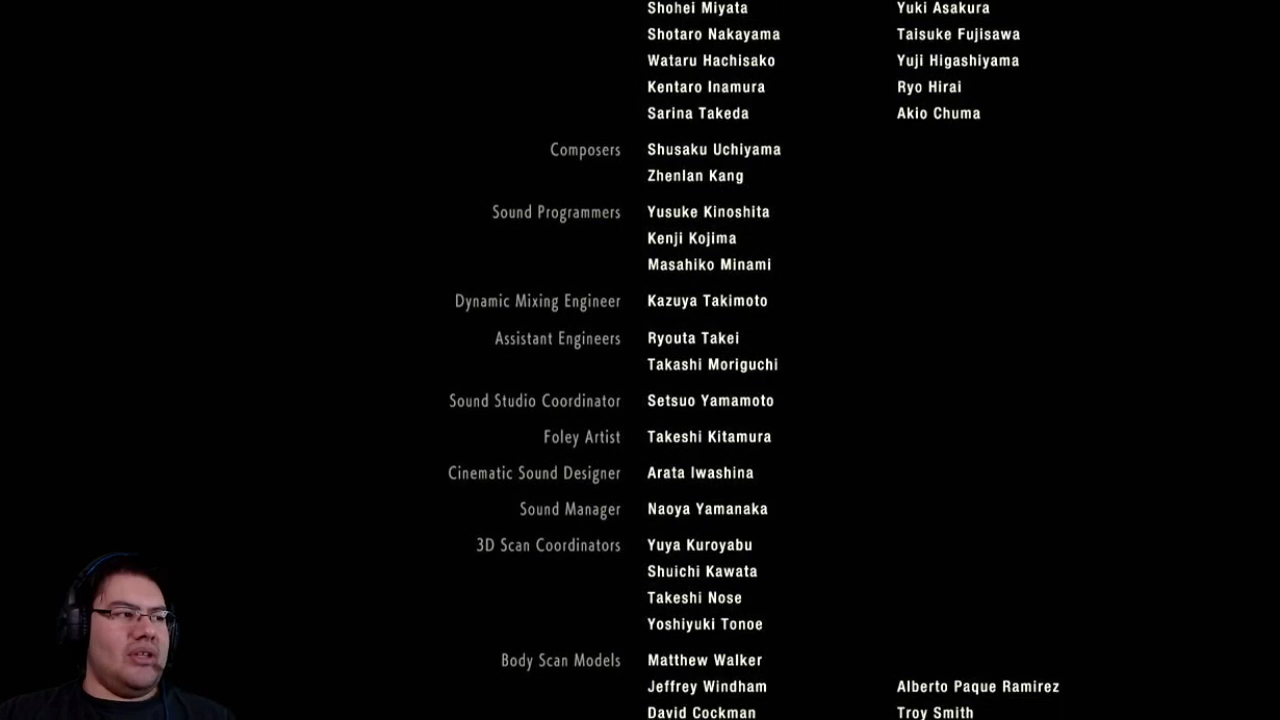 Shohei Miyata Yuki Asakura
Shotaro Nakayama Taisuke Fujisawa
Wataru Hachisako Yuji Higashiyama
Kentaro Inamura Ryo Hirai
Sarina Takeda Akio Chuma
Composers Shusaku Uchiyama
Zhenlan Kang
Sound Programmers Yusuke Kinoshita
Kenji Kojima
Masahiko Minami
Dynamic Mixing Engineer Kazuya Takimoto
Assistant Engineers Ryouta Takei
Takashi Moriguchi
Sound Studio Coordinator Setsuo Yamamoto
Foley Artist Takeshi Kitamura
Cinematic Sound Designer Arata Iwashina
Sound Manager Naoya Yamanaka
3D Scan Coordinators Yuya Kuroyabu
Shuichi Kawata
Takeshi Nose
Yoshiyuki Tonoe
Body Scan Models Matthew Walker
Jeffrey Windham Alberto Paque Ramirez
David Cockman Troy Smith